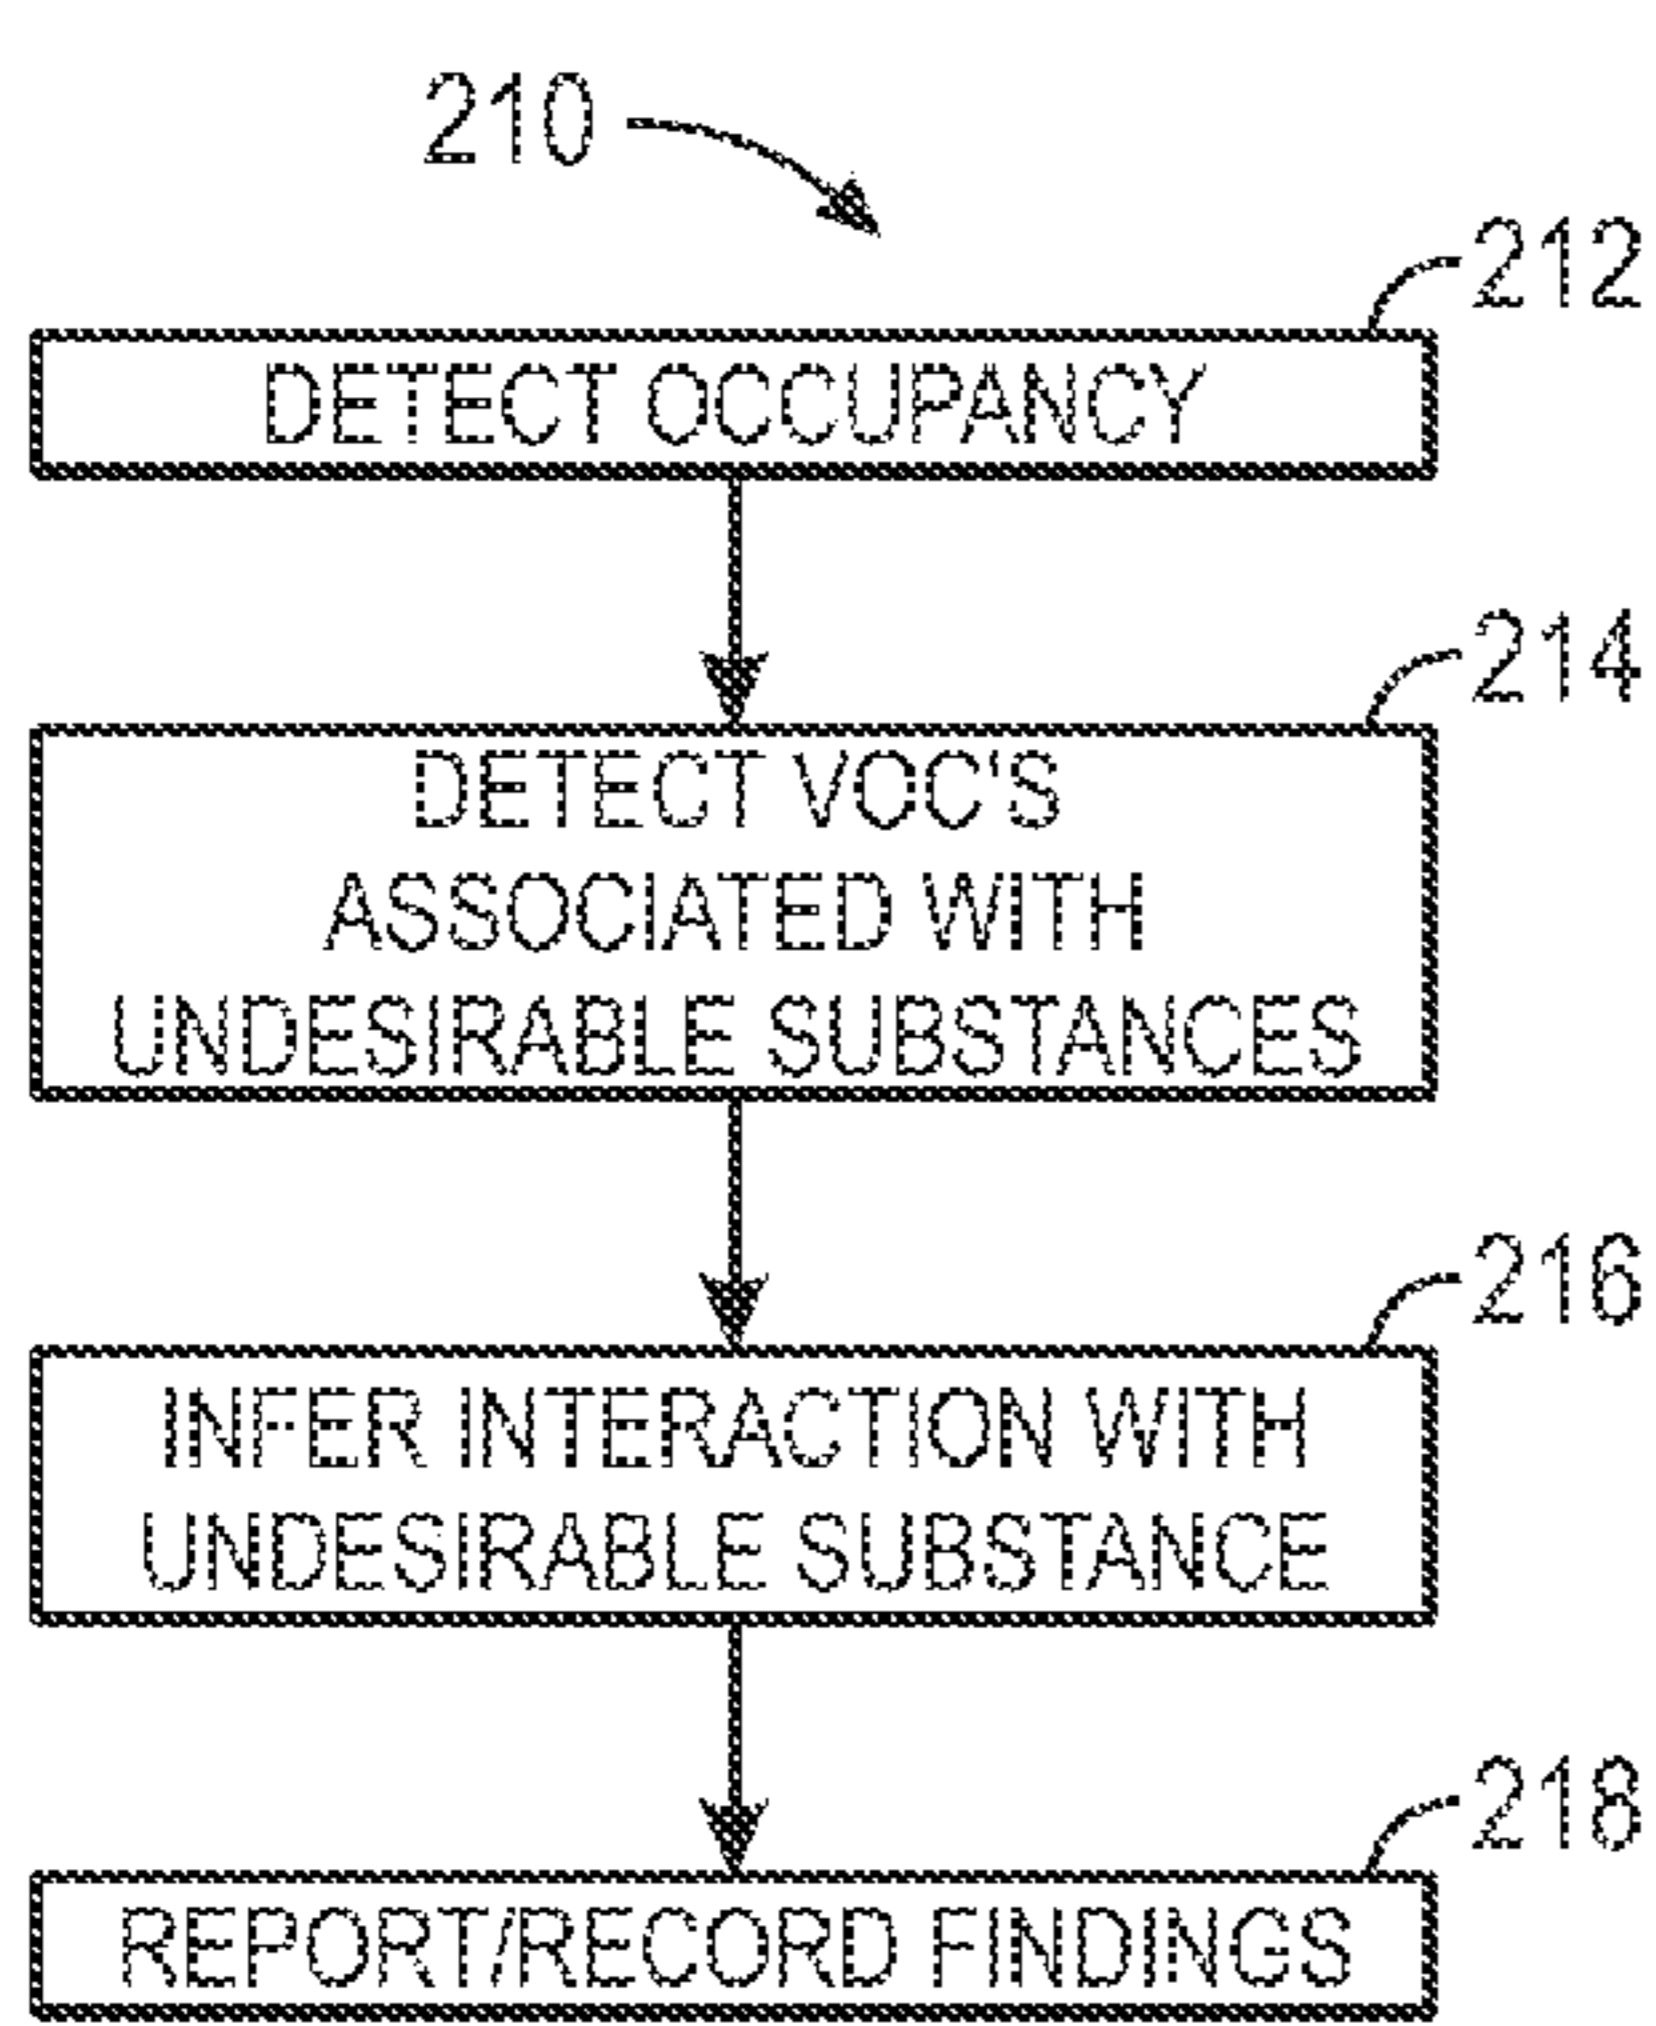 210
212
DETECT OCCUPANCY
214
DETECT VOC'S
ASSOCIATED WITH
UNDESIRABLE SUBSTANCES
216
INFER INTERACTION WITH
UNDESIRABLE SUBSTANCE
218
REPORT/RECORD FINDINGS